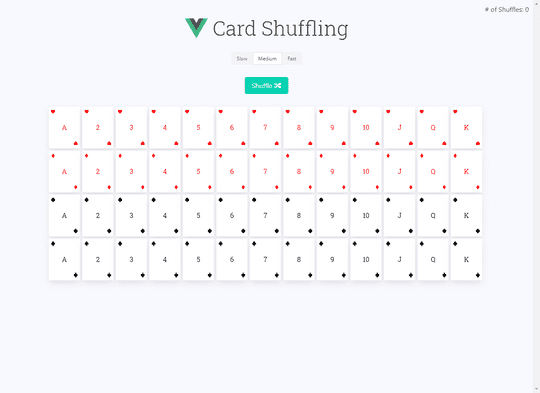 # of Shuffles: 0
Card Shuffling
Slow Medium Fast
Shuffle
A 2 3 4 5 6 7 8 9 10 J Q K
A 2 3 4 5 6 7 8 9 10 J Q K
A 2 3 4 5 6 7 8 9 10 J Q K
A 2 3 4 5 6 7 8 9 10 J Q K